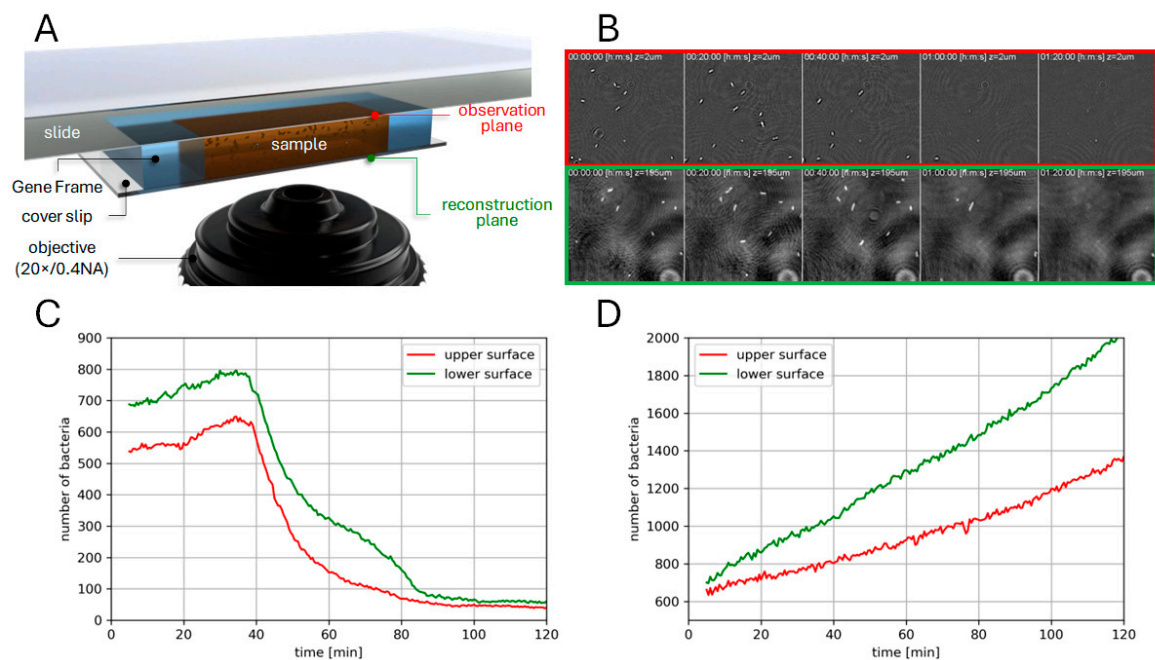 A
slide
Gene Frame
cover slip
objective
(20×/0.4NA)
sample
observation
plane
reconstruction
plane
B
00:00:00 [h:m:s] z=2um
00:20:00 [h:m:s] z=2um
00:40:00 [h:m:s] z=2um
01:00:00 [h:m:s] z=2um
01:20:00 [h:m:s] z=2um
00:00:00 [h:m:s] z=195um
00:20:00 [h:m:s] z=195um
00:40:00 [h:m:s] z=195um
01:00:00 [h:m:s] z=195um
01:20:00 [h:m:s] z=195um
C
900
800
700
600
500
400
300
200
100
0
number of bacteria
0 20 40 60 80 100 120
time [min]
upper surface
lower surface
D
2000
1800
1600
1400
1200
1000
800
600
number of bacteria
0 20 40 60 80 100 120
time [min]
upper surface
lower surface